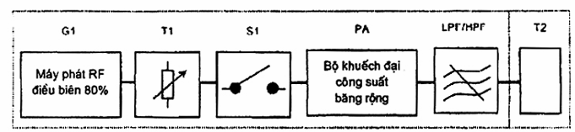 G1 T1 S1 PA LPF/HPF T2
Máy phát RF
điều biên 80%
Bộ khuếch đại
công suất
băng rộng